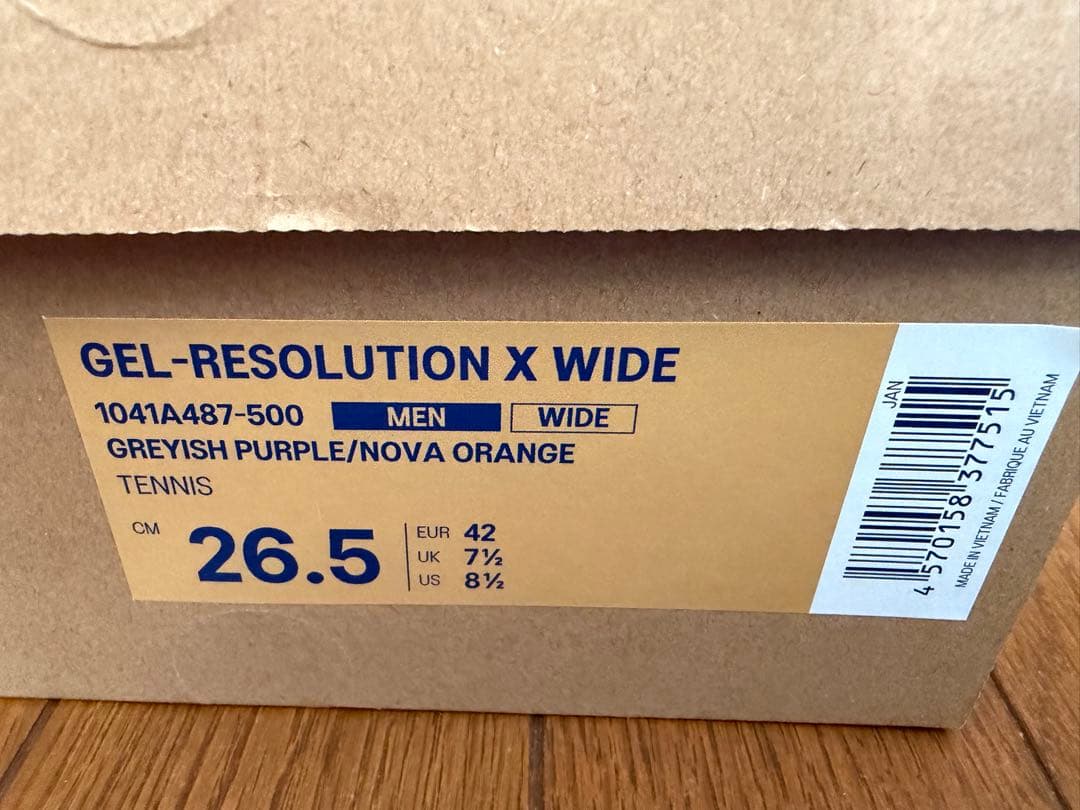 GEL-RESOLUTION X WIDE
1041A487-500 MEN WIDE
GREYISH PURPLE/NOVA ORANGE
TENNIS
CM 26.5
EUR 42
UK 7½
US 8½
JAN
4 570158 377515
MADE IN VIETNAM / FABRIQUE AU VIETNAM